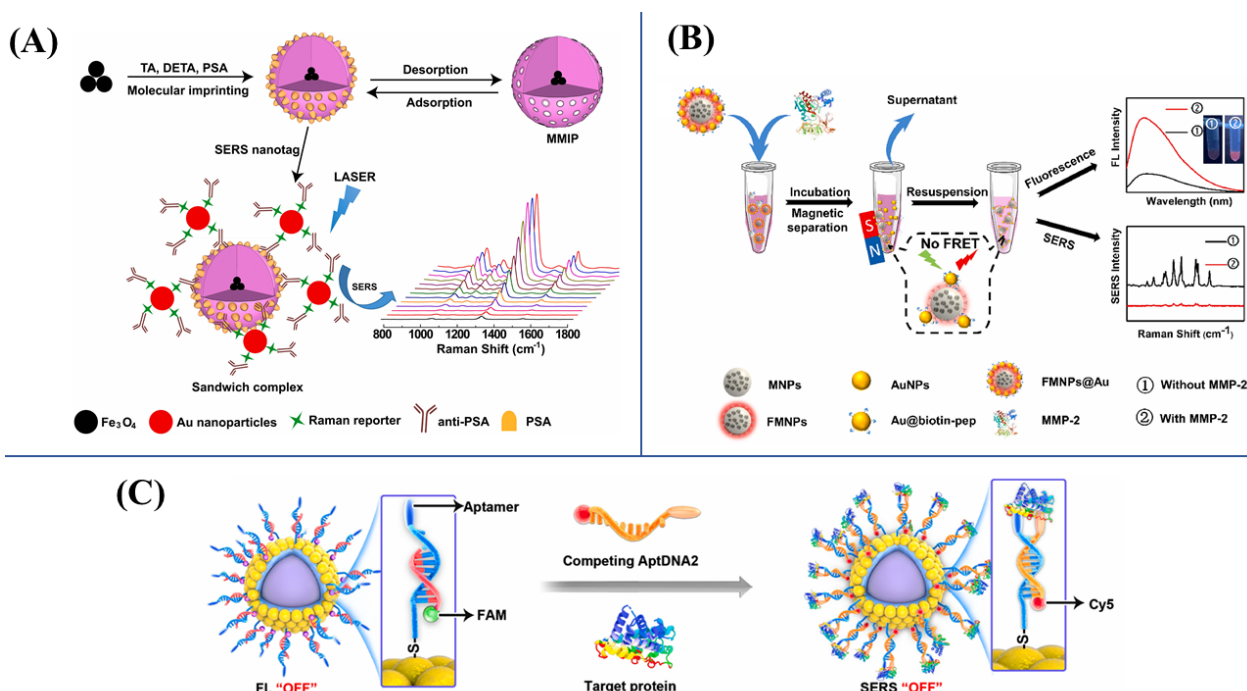 (A)
TA, DETA, PSA
Molecular imprinting
Desorption
Adsorption
MMIP
SERS nanotag
LASER
SERS
800 1000 1200 1400 1600 1800
Raman Shift (cm-1)
Sandwich complex
Fe3O4 Au nanoparticles Raman reporter anti-PSA PSA
(B)
Supernatant
Incubation
Magnetic
separation
Resuspension
S
N
No FRET
Fluorescence
SERS
FL Intensity
②
①
① ②
Wavelength (nm)
SERS Intensity
①
②
Raman Shift (cm-1)
MNPs AuNPs FMNPs@Au ① Without MMP-2
FMNPs Au@biotin-pep MMP-2 ② With MMP-2
(C)
Aptamer
FAM
-S-
FL "OFF"
Competing AptDNA2
Target protein
Cy5
-S-
SERS "OFF"